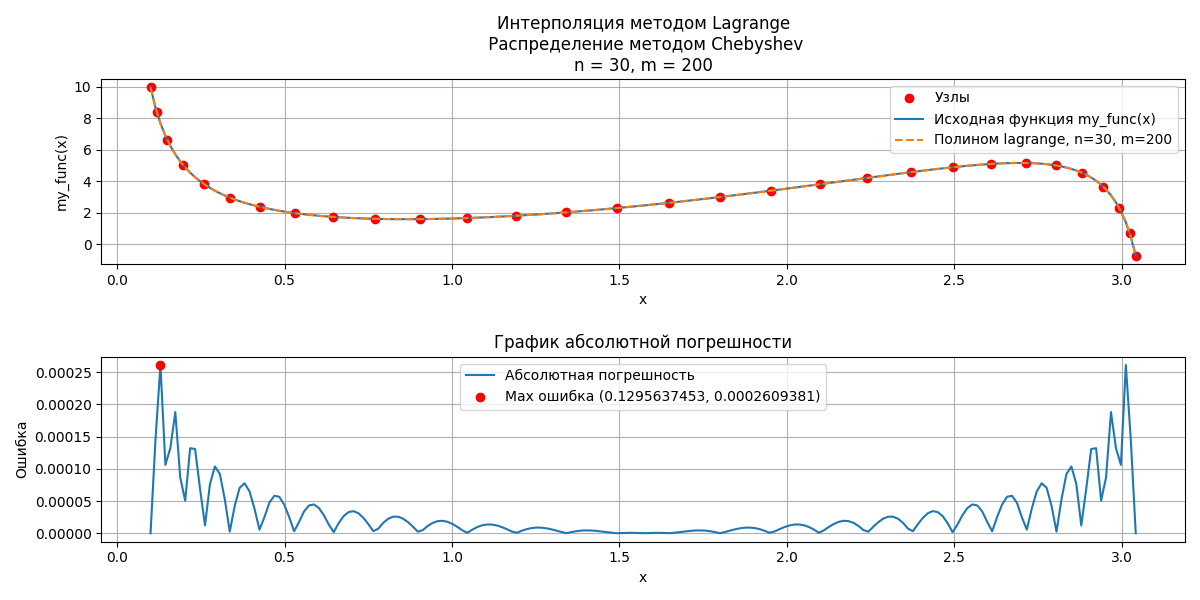 Интерполяция методом Lagrange
Распределение методом Chebyshev
n = 30, m = 200
10
8
6
4
2
0
my_func(x)
Узлы
Исходная функция my_func(x)
Полином lagrange, n=30, m=200
0.0 0.5 1.0 1.5 2.0 2.5 3.0
x
График абсолютной погрешности
0.00025
0.00020
0.00015
0.00010
0.00005
0.00000
Ошибка
Абсолютная погрешность
Max ошибка (0.1295637453, 0.0002609381)
0.0 0.5 1.0 1.5 2.0 2.5 3.0
x